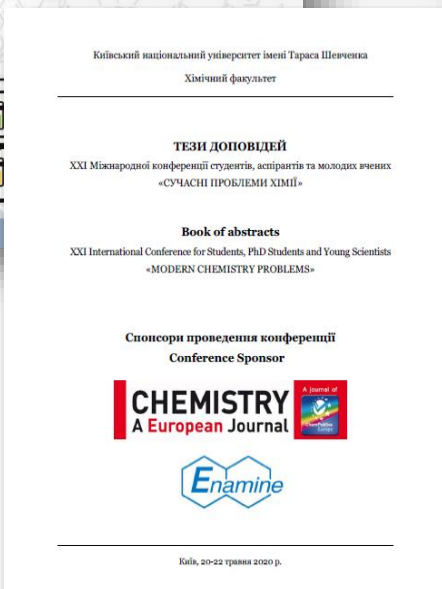 Київський національний університет імені Тараса Шевченка
Хімічний факультет
ТЕЗИ ДОПОВІДЕЙ
XXI Міжнародної конференції студентів, аспірантів та молодих вчених
«СУЧАСНІ ПРОБЛЕМИ ХІМІЇ»
Book of abstracts
XXI International Conference for Students, PhD Students and Young Scientists
«MODERN CHEMISTRY PROBLEMS»
Спонсори проведення конференції
Conference Sponsor
CHEMISTRY
A European Journal
A journal of
Enamine
Київ, 20-22 травня 2020 р.